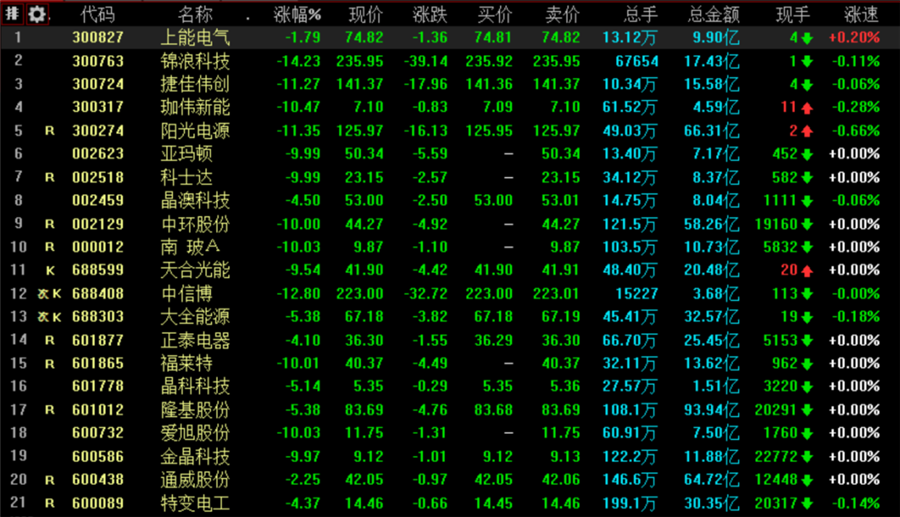 排 代码 名称 . 涨幅% 现价 涨跌 买价 卖价 总手 总金额 现手 涨速
1 300827 上能电气 -1.79 74.82 -1.36 74.81 74.82 13.12万 9.90亿 4 +0.20%
2 300763 锦浪科技 -14.23 235.95 -39.14 235.92 235.95 67654 17.43亿 1 -0.11%
3 300724 捷佳伟创 -11.27 141.37 -17.96 141.36 141.37 10.34万 15.58亿 4 -0.06%
4 300317 珈伟新能 -10.47 7.10 -0.83 7.09 7.10 61.52万 4.59亿 11 -0.28%
5 R 300274 阳光电源 -11.35 125.97 -16.13 125.95 125.97 49.03万 66.31亿 2 -0.66%
6 002623 亚玛顿 -9.99 50.34 -5.59 — 50.34 13.40万 7.17亿 452 +0.00%
7 R 002518 科士达 -9.99 23.15 -2.57 — 23.15 34.12万 8.37亿 582 +0.00%
8 002459 晶澳科技 -4.50 53.00 -2.50 53.00 53.01 14.75万 8.04亿 1111 -0.06%
9 R 002129 中环股份 -10.00 44.27 -4.92 — 44.27 121.5万 58.26亿 19160 +0.00%
10 R 000012 南 玻A -10.03 9.87 -1.10 — 9.87 103.5万 10.73亿 5832 +0.00%
11 K 688599 天合光能 -9.54 41.90 -4.42 41.90 41.91 48.40万 20.48亿 20 +0.00%
12 次 K 688408 中信博 -12.80 223.00 -32.72 223.00 223.01 15227 3.68亿 113 -0.00%
13 次 K 688303 大全能源 -5.38 67.18 -3.82 67.18 67.19 45.41万 32.57亿 19 -0.18%
14 R 601877 正泰电器 -4.10 36.30 -1.55 36.29 36.30 66.70万 25.45亿 5153 +0.00%
15 R 601865 福莱特 -10.01 40.37 -4.49 — 40.37 32.11万 13.62亿 962 +0.00%
16 601778 晶科科技 -5.14 5.35 -0.29 5.35 5.36 27.57万 1.51亿 3220 +0.00%
17 R 601012 隆基股份 -5.38 83.69 -4.76 83.68 83.69 108.1万 93.94亿 20291 +0.00%
18 600732 爱旭股份 -10.03 11.75 -1.31 — 11.75 60.91万 7.50亿 1760 +0.00%
19 600586 金晶科技 -9.97 9.12 -1.01 9.12 9.13 122.2万 11.88亿 22772 +0.00%
20 R 600438 通威股份 -2.25 42.05 -0.97 42.05 42.06 146.6万 64.72亿 12448 +0.00%
21 R 600089 特变电工 -4.37 14.46 -0.66 14.45 14.46 199.1万 30.35亿 20317 -0.14%